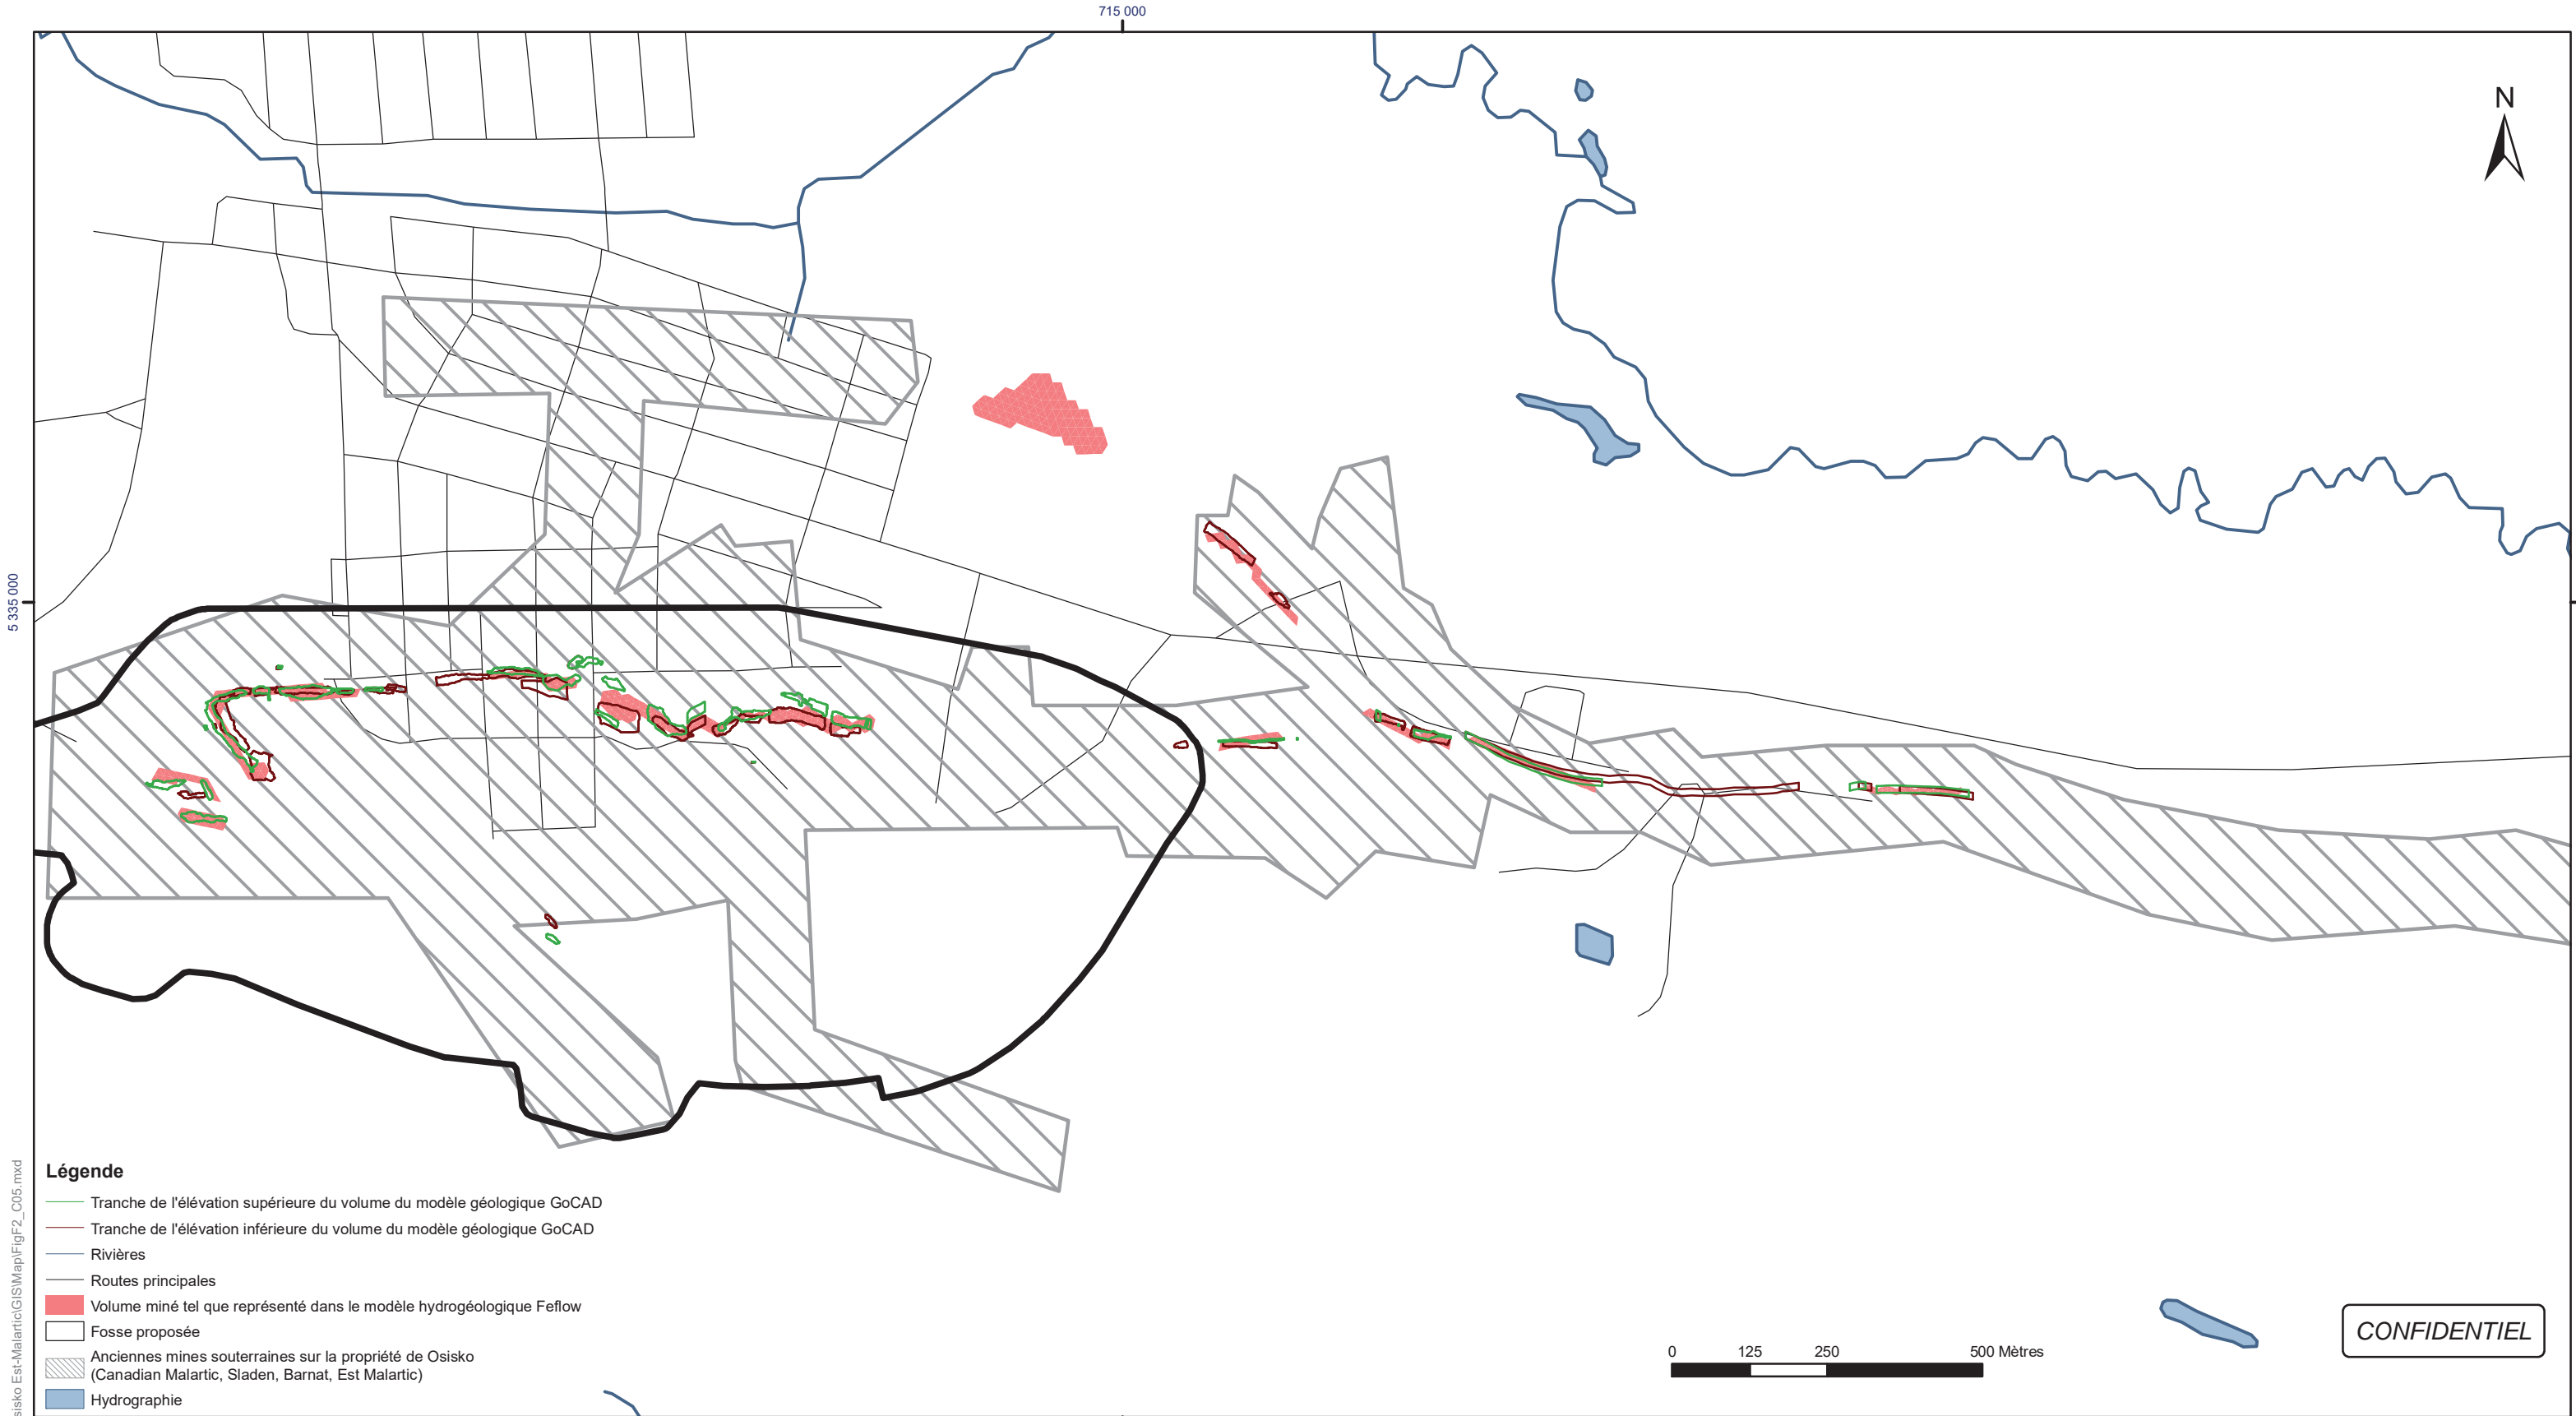 715 000
N
5 335 000
Légende
Tranche de l'élévation supérieure du volume du modèle géologique GoCAD
Tranche de l'élévation inférieure du volume du modèle géologique GoCAD
Rivières
Routes principales
Volume miné tel que représenté dans le modèle hydrogéologique Feflow
Fosse proposée
Anciennes mines souterraines sur la propriété de Osisko
(Canadian Malartic, Sladen, Barnat, Est Malartic)
Hydrographie
0 125 250 500 Mètres
CONFIDENTIEL
sisko Est-Malartic\GIS\Map\FigF2_C05.mxd